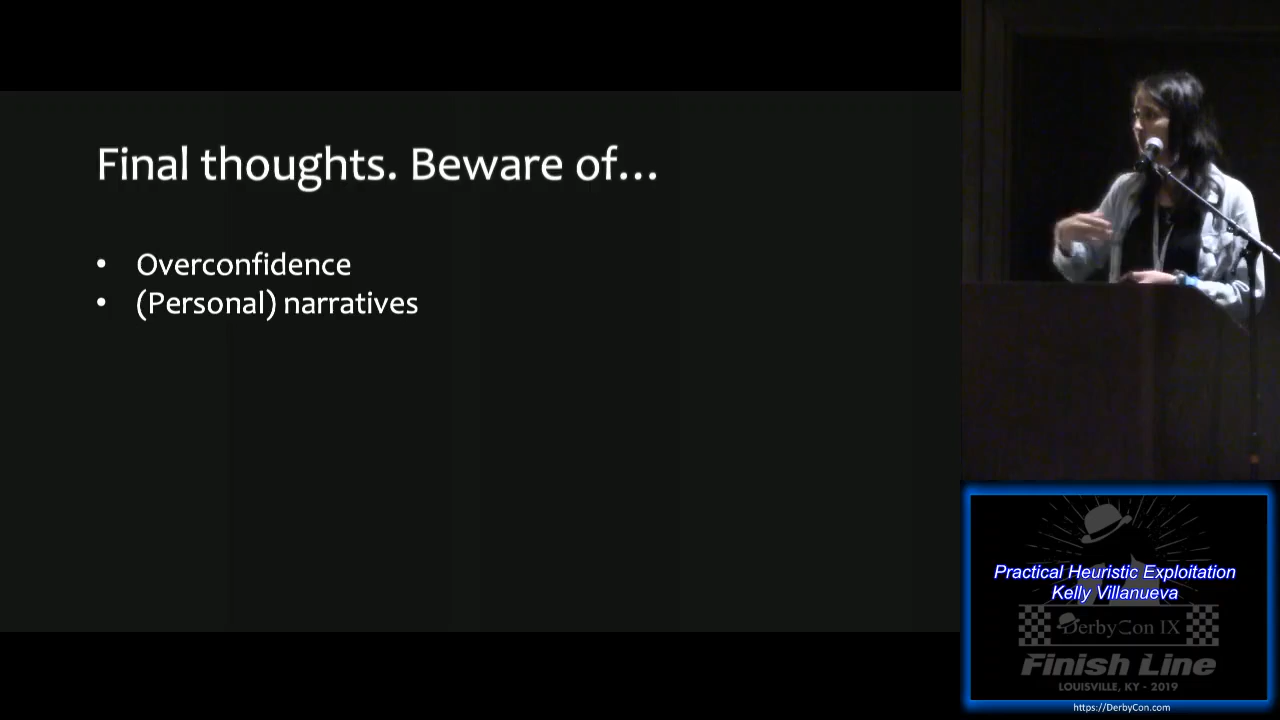 Final thoughts. Beware of...
• Overconfidence
• (Personal) narratives
Practical Heuristic Exploitation
Kelly Villanueva
DerbyCon IX
Finish Line
LOUISVILLE, KY - 2019
https://DerbyCon.com